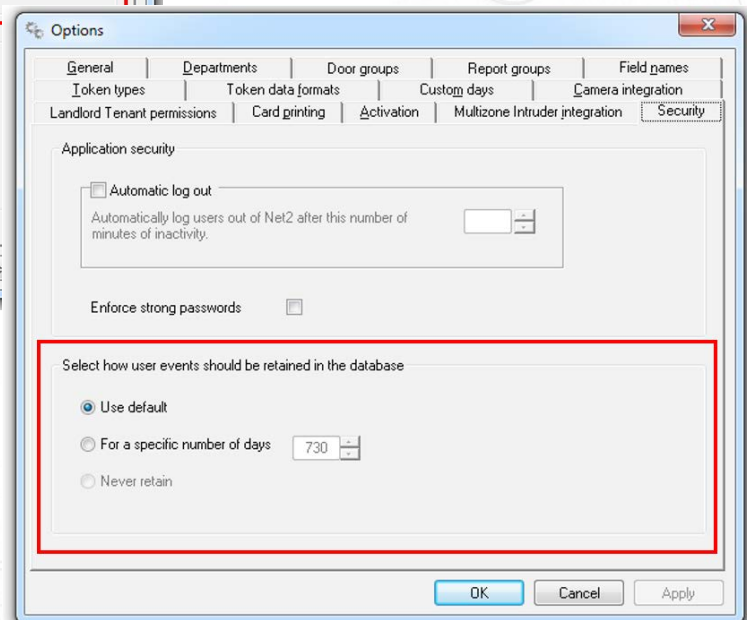 Options
General Departments Door groups Report groups Field names
Token types Token data formats Custom days Camera integration
Landlord Tenant permissions Card printing Activation Multizone Intruder integration Security
Application security
Automatic log out
Automatically log users out of Net2 after this number of
minutes of inactivity.
Enforce strong passwords
Select how user events should be retained in the database
Use default
For a specific number of days 730
Never retain
OK Cancel Apply